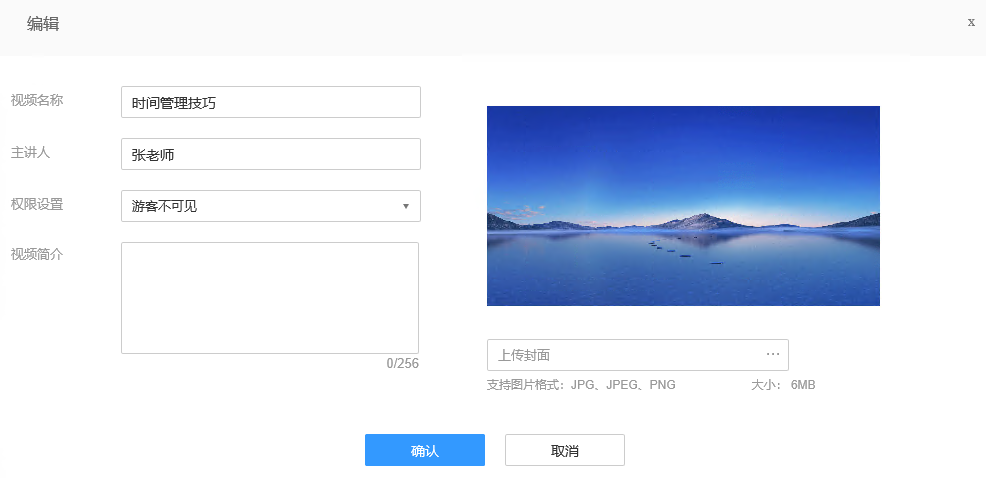 编辑
x
视频名称
时间管理技巧
主讲人
张老师
权限设置
游客不可见
视频简介
0/256
上传封面
...
支持图片格式：JPG、JPEG、PNG
大小： 6MB
确认
取消